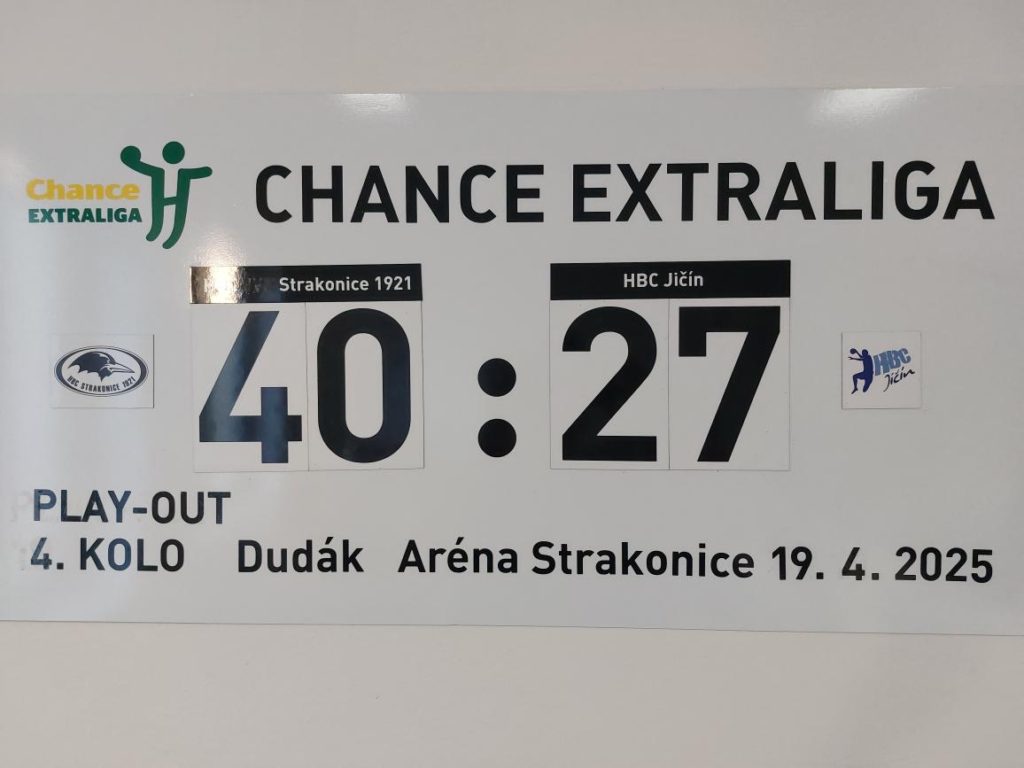 Chance
EXTRALIGA
CHANCE EXTRALIGA
Strakonice 1921
HBC Jičín
40 : 27
HBC STRAKONICE 1921
HBC
Jičín
PLAY-OUT
4. KOLO Dudák Aréna Strakonice 19. 4. 2025